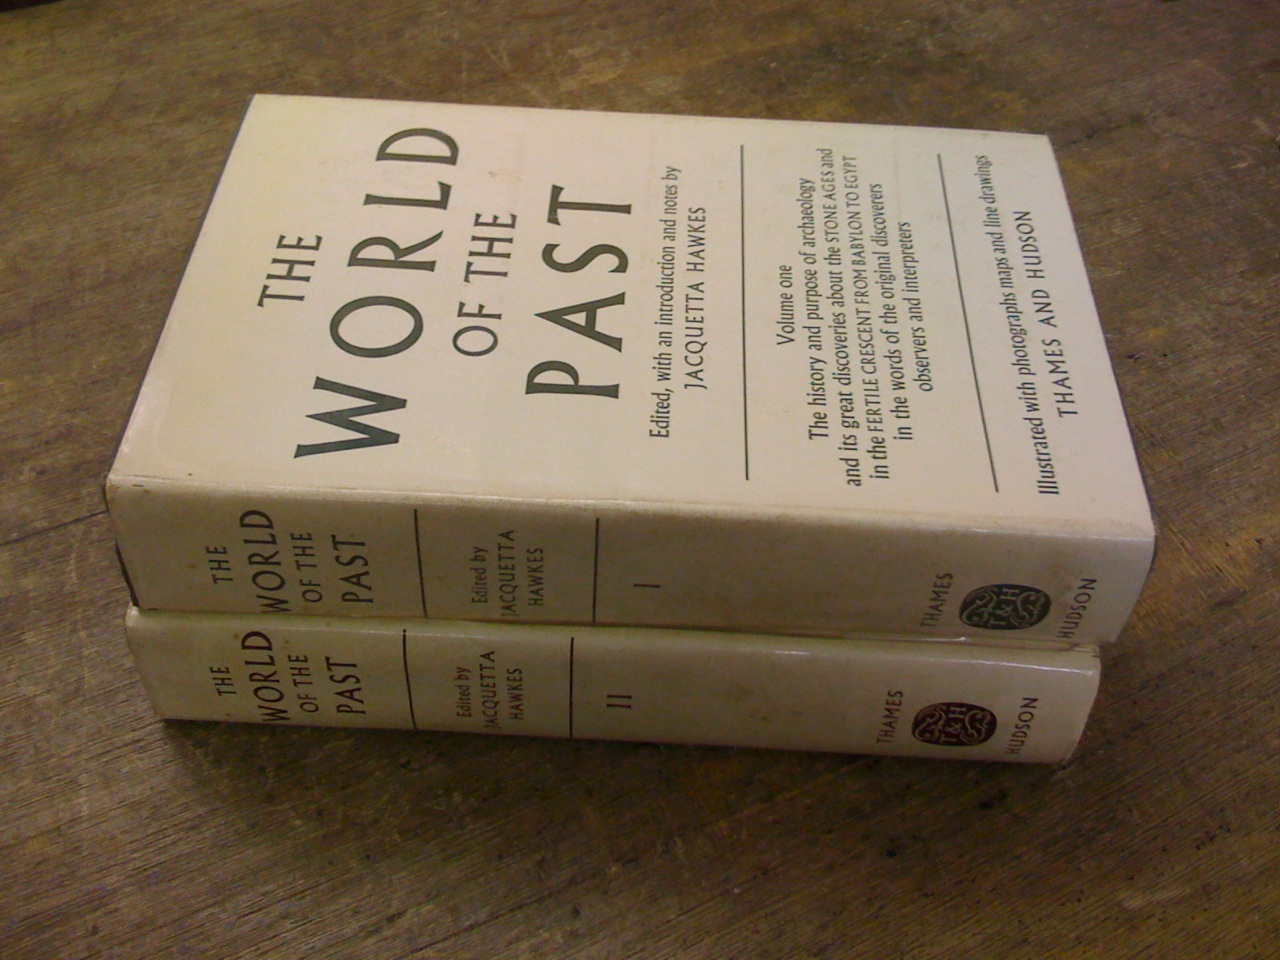 THE
WORLD
OF THE
PAST
Edited, with an introduction and notes by
JACQUETTA HAWKES
Volume one
The history and purpose of archaeology
and its great discoveries about the STONE AGES and
in the FERTILE CRESCENT FROM BABYLON TO EGYPT
in the words of the original discoverers
observers and interpreters
Illustrated with photographs maps and line drawings
THAMES AND HUDSON
THE
WORLD
OF THE
PAST
Edited by
JACQUETTA
HAWKES
I
THAMES
T&H
HUDSON
THE
WORLD
OF THE
PAST
Edited by
JACQUETTA
HAWKES
II
THAMES
T&H
HUDSON